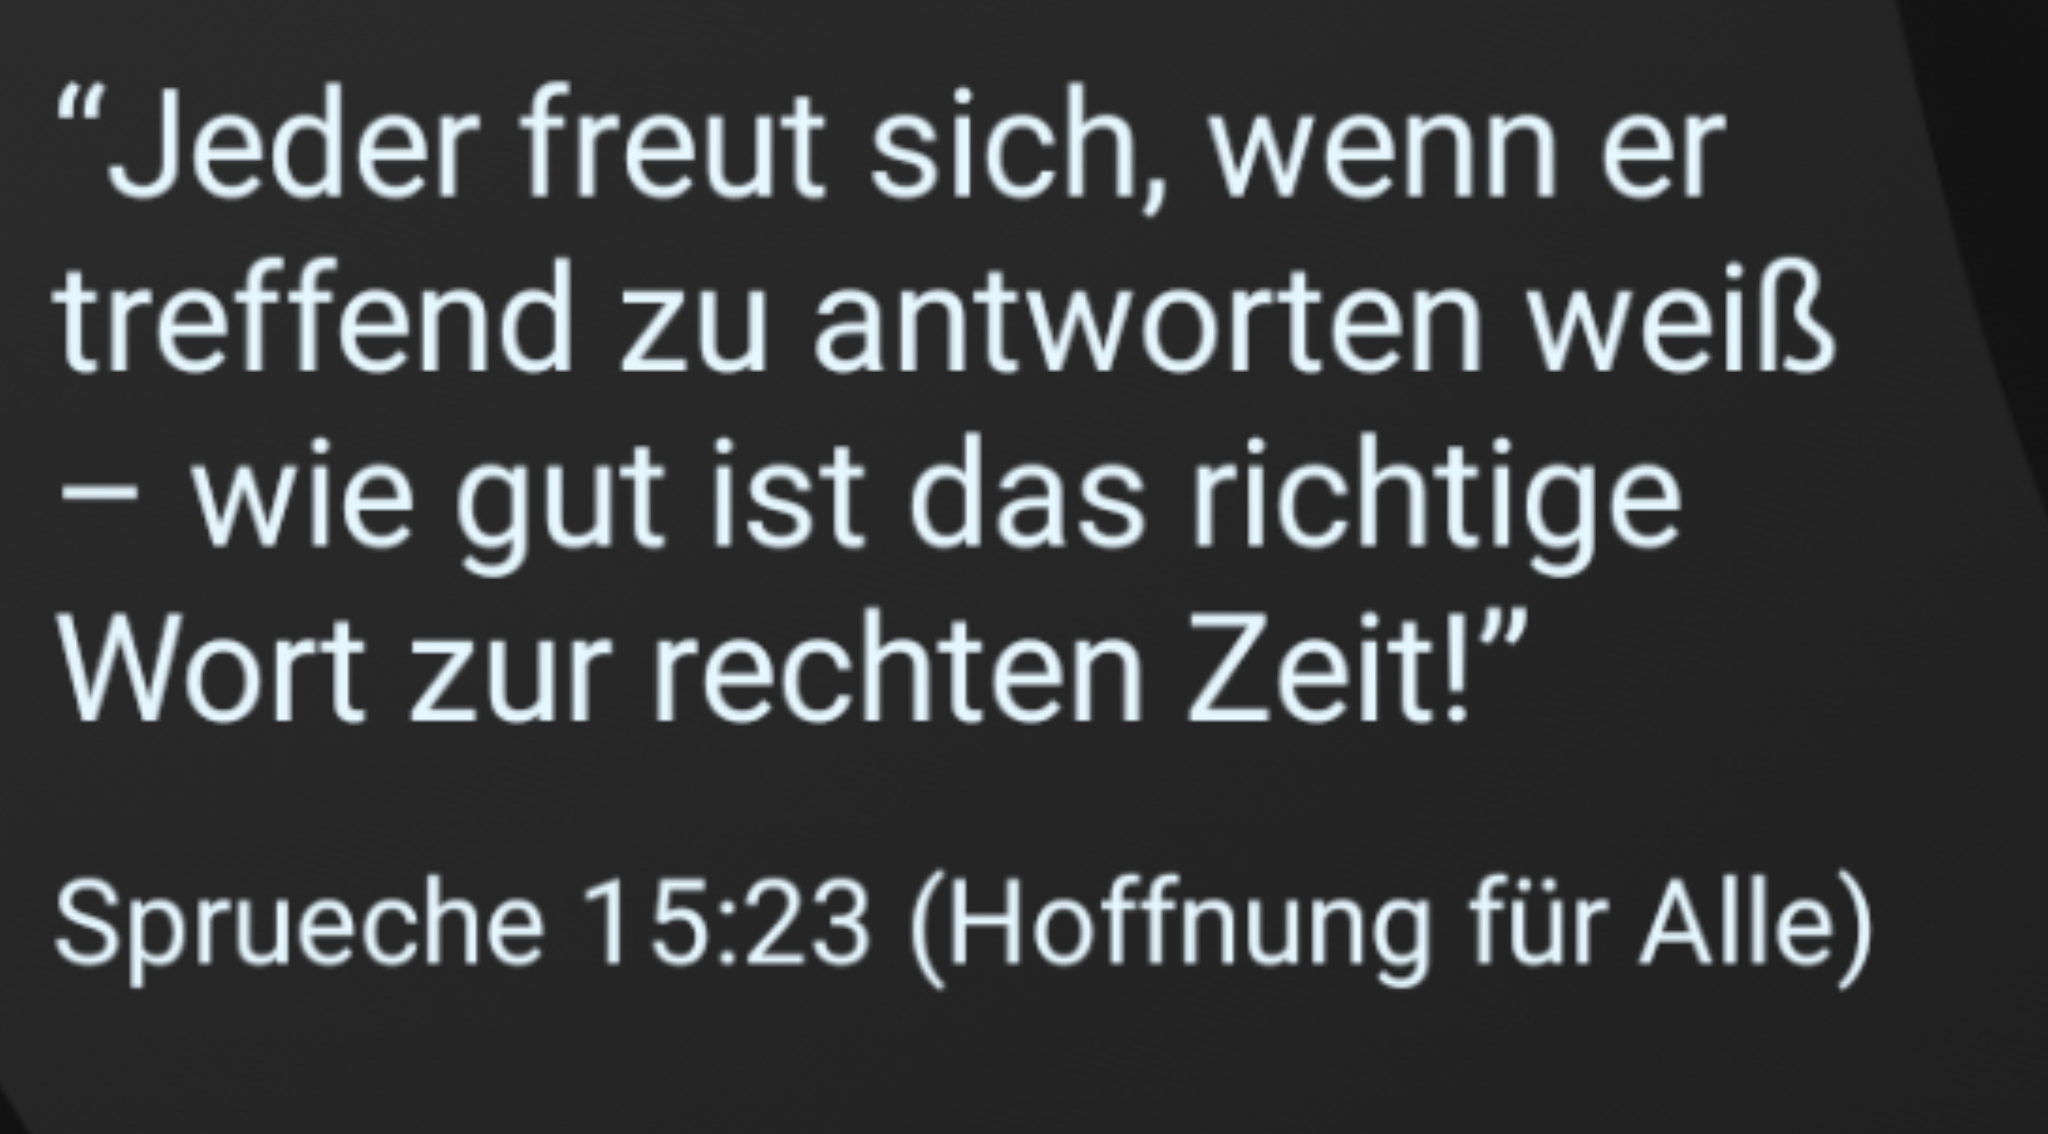 “Jeder freut sich, wenn er
treffend zu antworten weiß
– wie gut ist das richtige
Wort zur rechten Zeit!”
Sprueche 15:23 (Hoffnung für Alle)